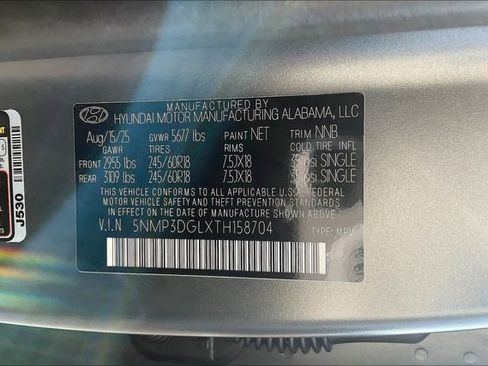 MANUFACTURED BY
HYUNDAI MOTOR MANUFACTURING ALABAMA, LLC
Aug/15/25 GVWR 5677 lbs PAINT NET TRIM NNB
GAWR TIRES RIMS COLD TIRE INFL
FRONT 2955 lbs 245/60R18 7.5JX18 SINGLE
REAR 3109 lbs 245/60R18 7.5JX18 SINGLE
THIS VEHICLE CONFORMS TO ALL APPLICABLE U.S.A. FEDERAL
MOTOR VEHICLE SAFETY AND THEFT PREVENTION STANDARDS
IN EFFECT ON THE DATE OF MANUFACTURE SHOWN ABOVE.
V.I.N 5NMP3DGLXTH158704
TYPE: MPV
J530